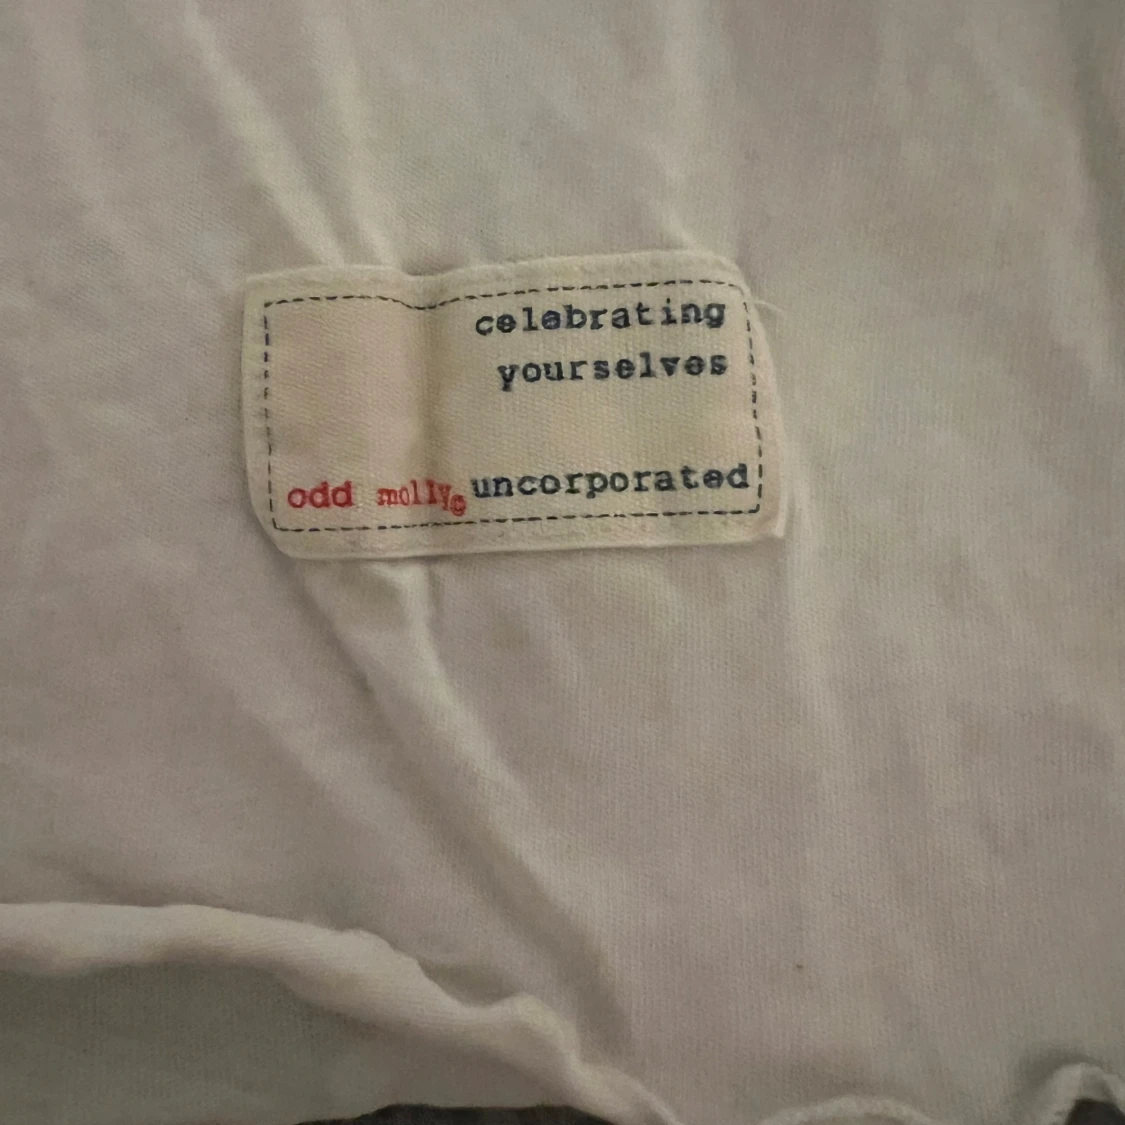 celebrating
yourselves
odd molly© uncorporated